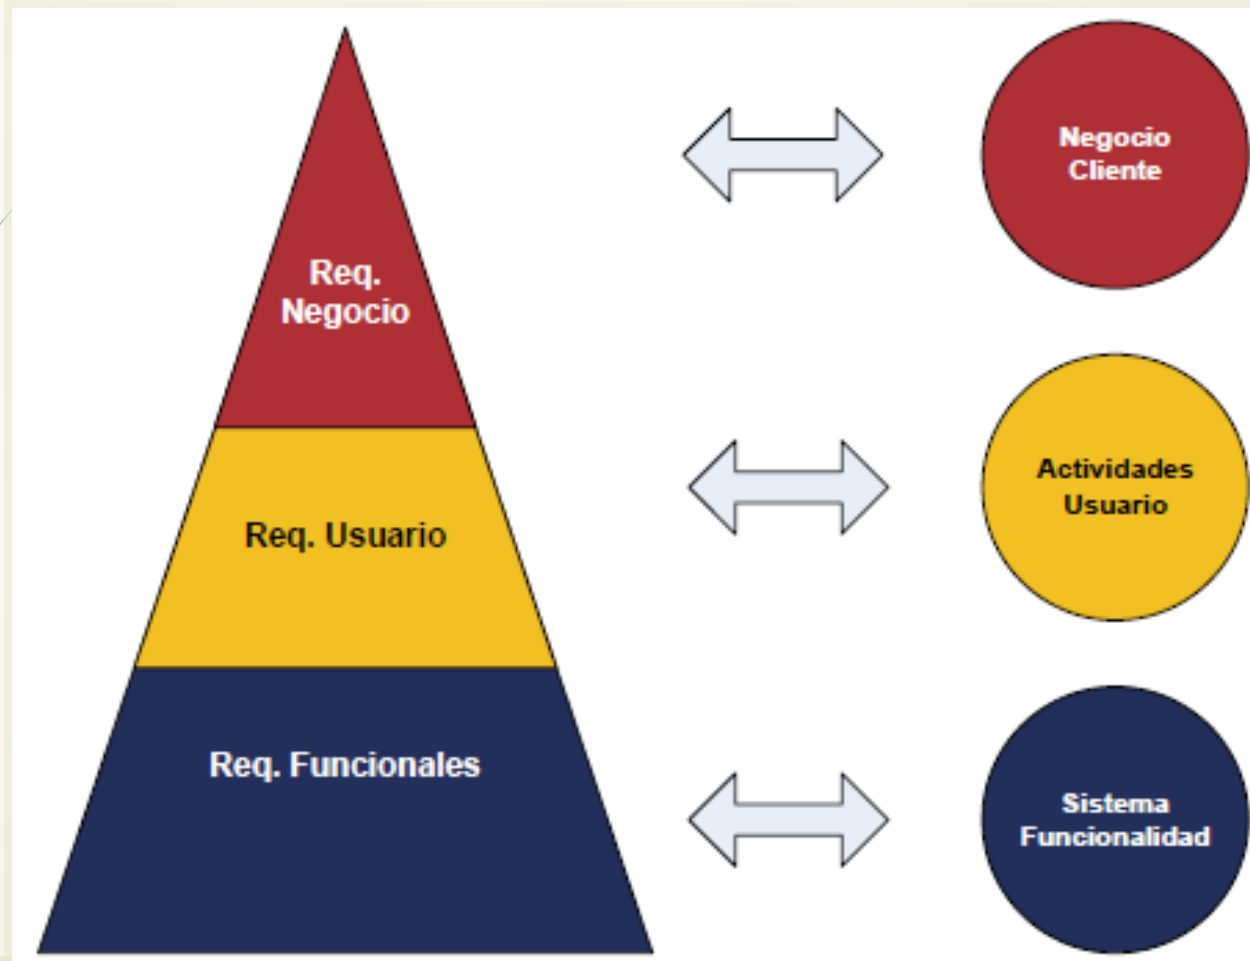 Req.
Negocio
Negocio
Cliente
Req. Usuario
Actividades
Usuario
Req. Funcionales
Sistema
Funcionalidad